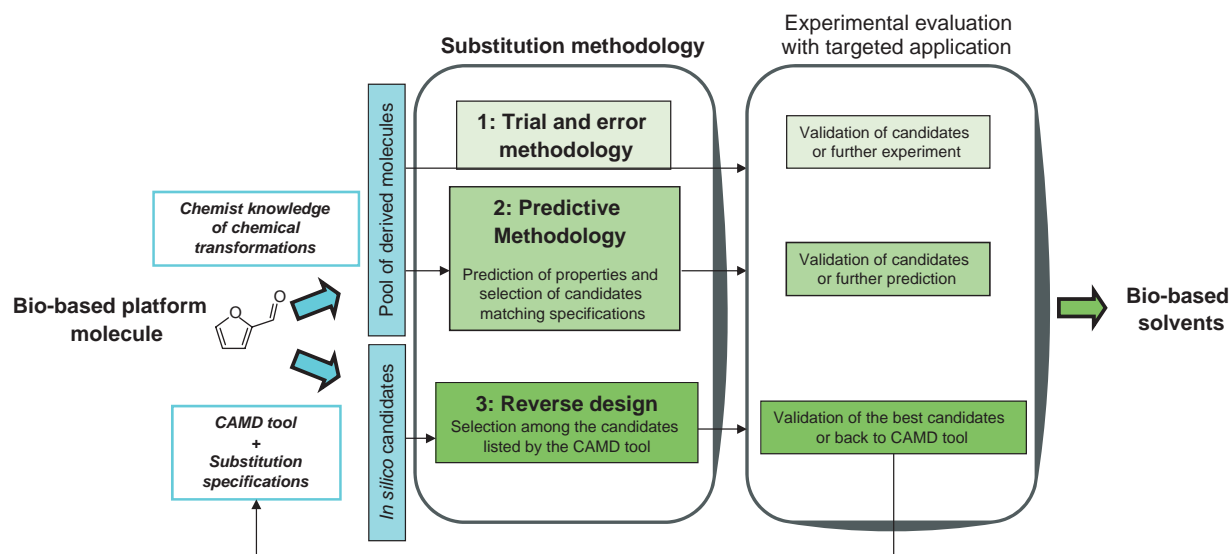 Substitution methodology
Experimental evaluation
with targeted application
Pool of derived molecules
1: Trial and error
methodology
Validation of candidates
or further experiment
Chemist knowledge
of chemical
transformations
2: Predictive
Methodology
Prediction of properties and
selection of candidates
matching specifications
Validation of candidates
or further prediction
Bio-based platform
molecule
O
O
Bio-based
solvents
In silico candidates
CAMD tool
+
Substitution
specifications
3: Reverse design
Selection among the candidates
listed by the CAMD tool
Validation of the best candidates
or back to CAMD tool